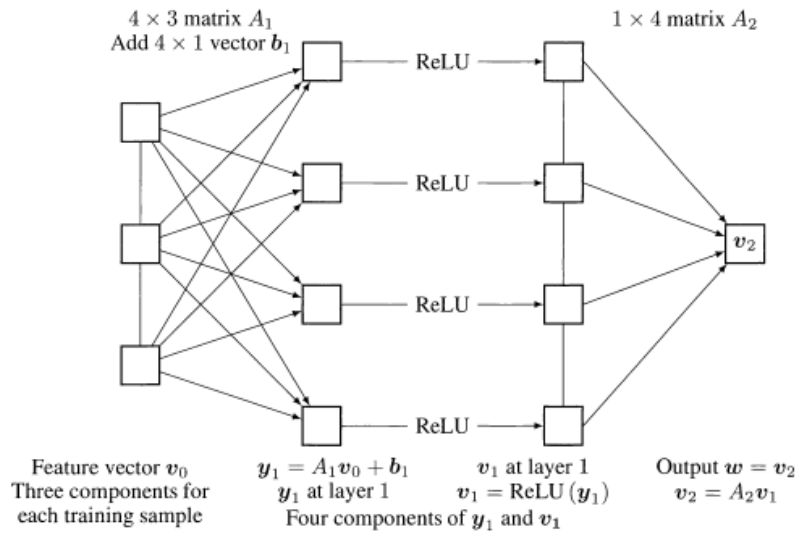 4 × 3 matrix A₁
Add 4 × 1 vector b₁
1 × 4 matrix A₂
ReLU
ReLU
v₂
ReLU
ReLU
Feature vector v₀
Three components for
each training sample
y₁ = A₁v₀ + b₁
y₁ at layer 1
v₁ at layer 1
v₁ = ReLU (y₁)
Four components of y₁ and v₁
Output w = v₂
v₂ = A₂v₁